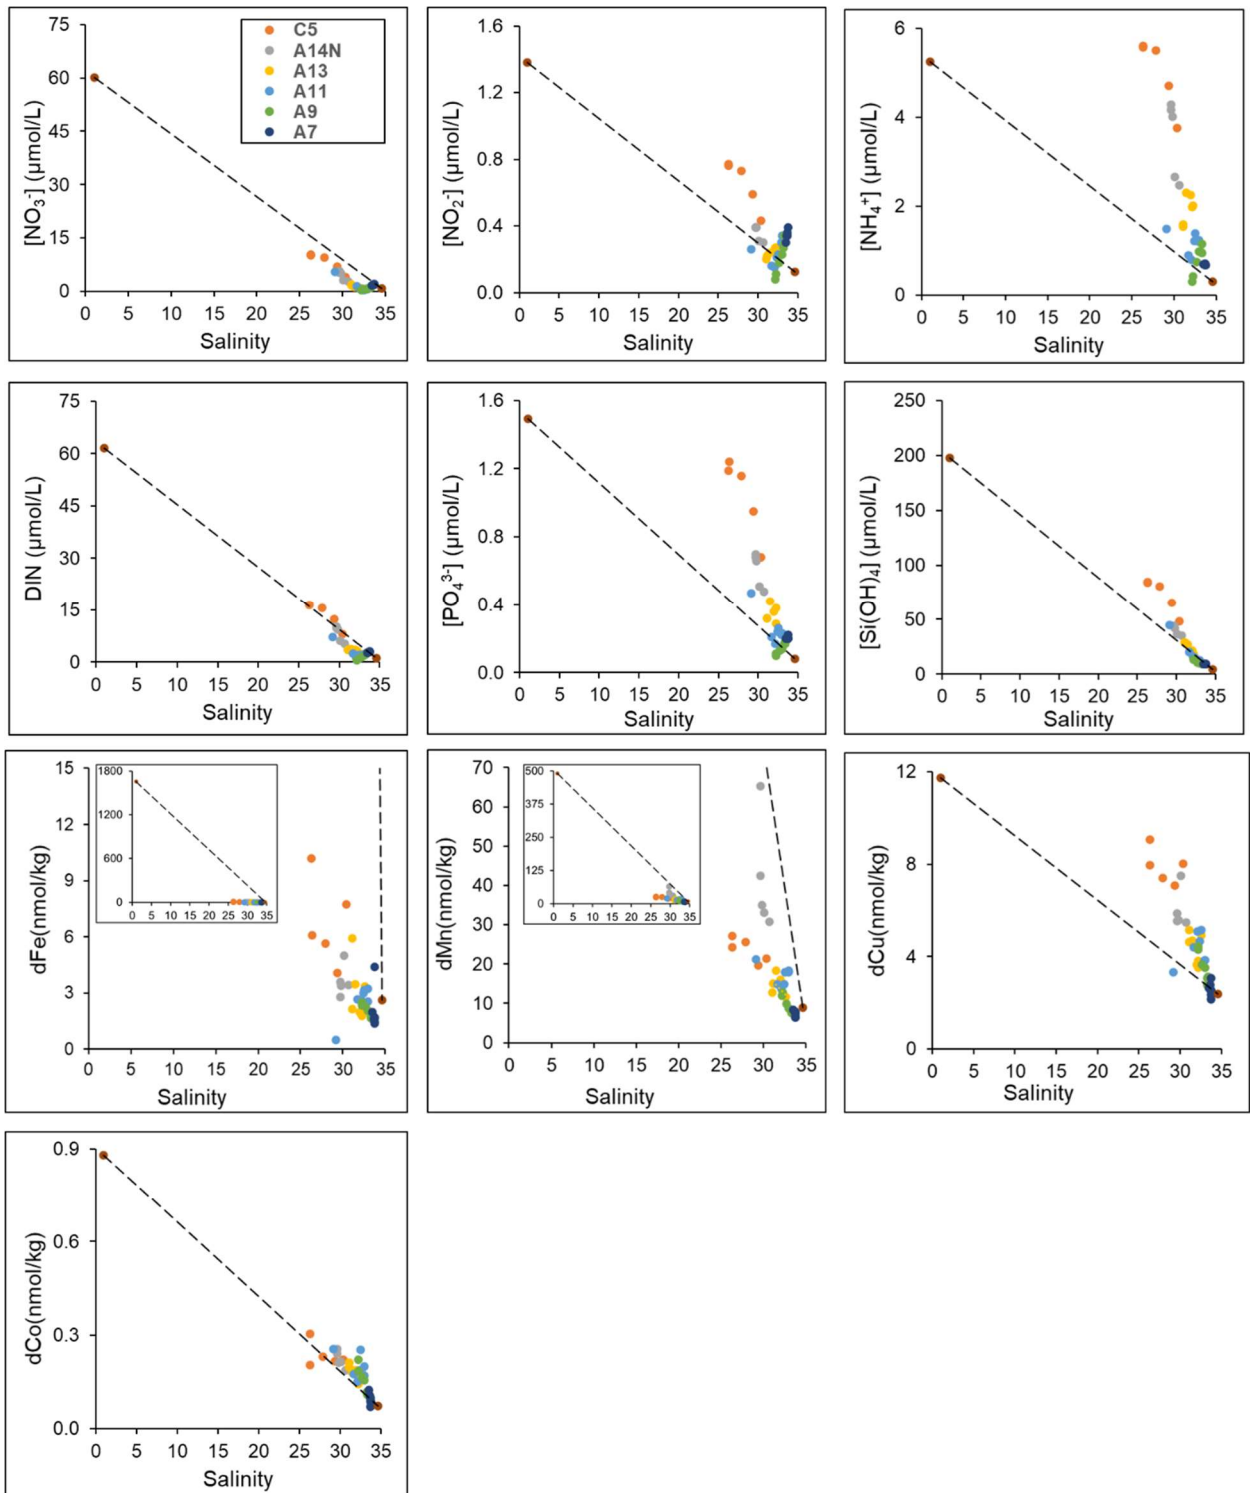 75
60
45
30
15
0
0 5 10 15 20 25 30 35
[NO₃⁻] (µmol/L)
Salinity
C5
A14N
A13
A11
A9
A7
1.6
1.2
0.8
0.4
0.0
0 5 10 15 20 25 30 35
[NO₂⁻] (µmol/L)
Salinity
6
4
2
0
0 5 10 15 20 25 30 35
[NH₄⁺] (µmol/L)
Salinity
75
60
45
30
15
0
0 5 10 15 20 25 30 35
DIN (µmol/L)
Salinity
1.6
1.2
0.8
0.4
0.0
0 5 10 15 20 25 30 35
[PO₄³⁻] (µmol/L)
Salinity
250
200
150
100
50
0
0 5 10 15 20 25 30 35
[Si(OH)₄] (µmol/L)
Salinity
15
12
9
6
3
0
0 5 10 15 20 25 30 35
dFe(nmol/kg)
Salinity
1800
1200
600
0
0 5 10 15 20 25 30 35
70
60
50
40
30
20
10
0
0 5 10 15 20 25 30 35
dMn(nmol/kg)
Salinity
500
375
250
125
0
0 5 10 15 20 25 30 35
12
8
4
0
0 5 10 15 20 25 30 35
dCu(nmol/kg)
Salinity
0.9
0.6
0.3
0.0
0 5 10 15 20 25 30 35
dCo(nmol/kg)
Salinity